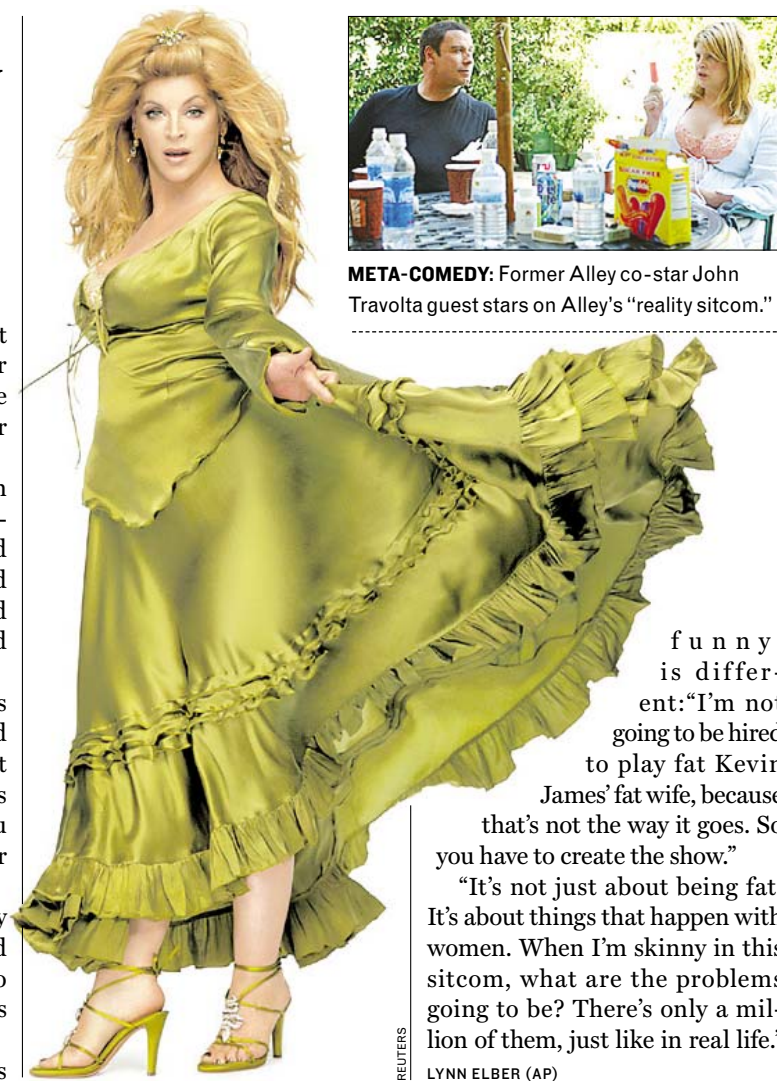 SUGAR FREE
META-COMEDY: Former Alley co-star John
Travolta guest stars on Alley's "reality sitcom."
funny
is differ-
ent:"I'm not
going to be hired
to play fat Kevin
James' fat wife, because
that's not the way it goes. So
you have to create the show."
"It's not just about being fat.
It's about things that happen with
women. When I'm skinny in this
sitcom, what are the problems
going to be? There's only a mil-
lion of them, just like in real life."
LYNN ELBER (AP)
REUTERS